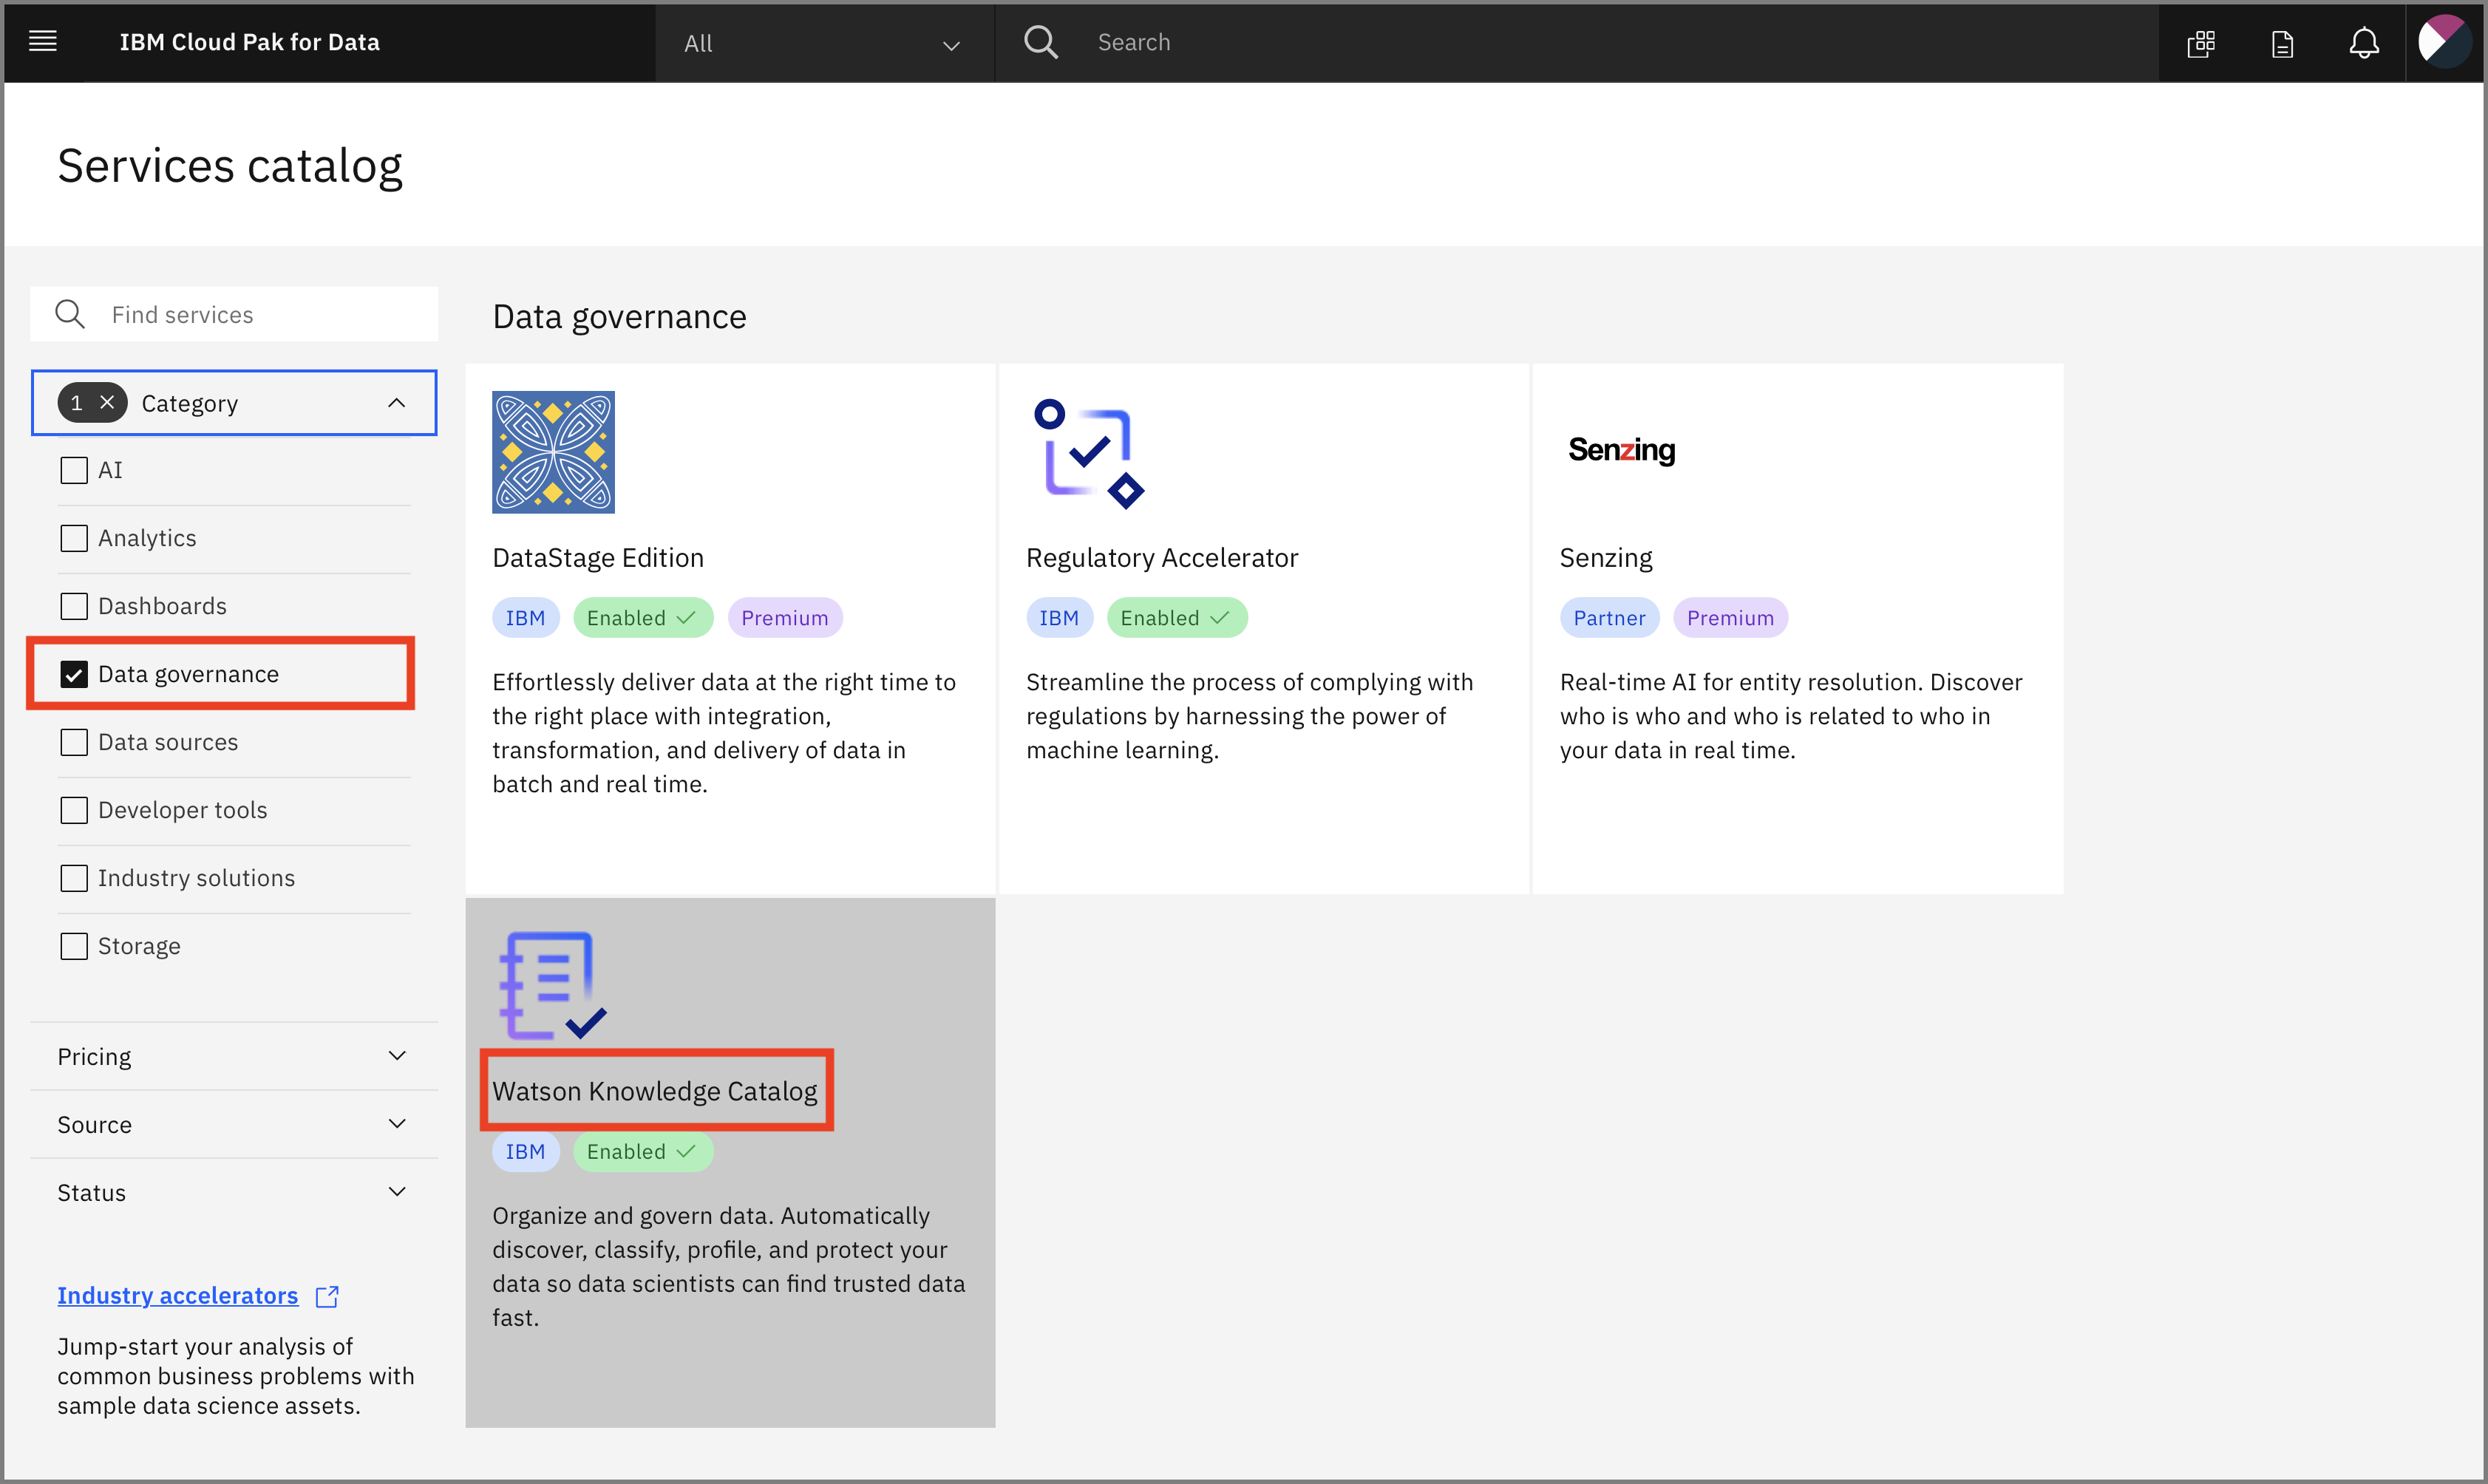 IBM Cloud Pak for Data
All
Search
Services catalog
Find services
1 Category
AI
Analytics
Dashboards
Data governance
Data sources
Developer tools
Industry solutions
Storage
Pricing
Source
Status
Industry accelerators
Jump-start your analysis of
common business problems with
sample data science assets.
Data governance
DataStage Edition
IBM Enabled Premium
Effortlessly deliver data at the right time to
the right place with integration,
transformation, and delivery of data in
batch and real time.
Regulatory Accelerator
IBM Enabled
Streamline the process of complying with
regulations by harnessing the power of
machine learning.
Senzing
Senzing
Partner Premium
Real-time AI for entity resolution. Discover
who is who and who is related to who in
your data in real time.
Watson Knowledge Catalog
IBM Enabled
Organize and govern data. Automatically
discover, classify, profile, and protect your
data so data scientists can find trusted data
fast.